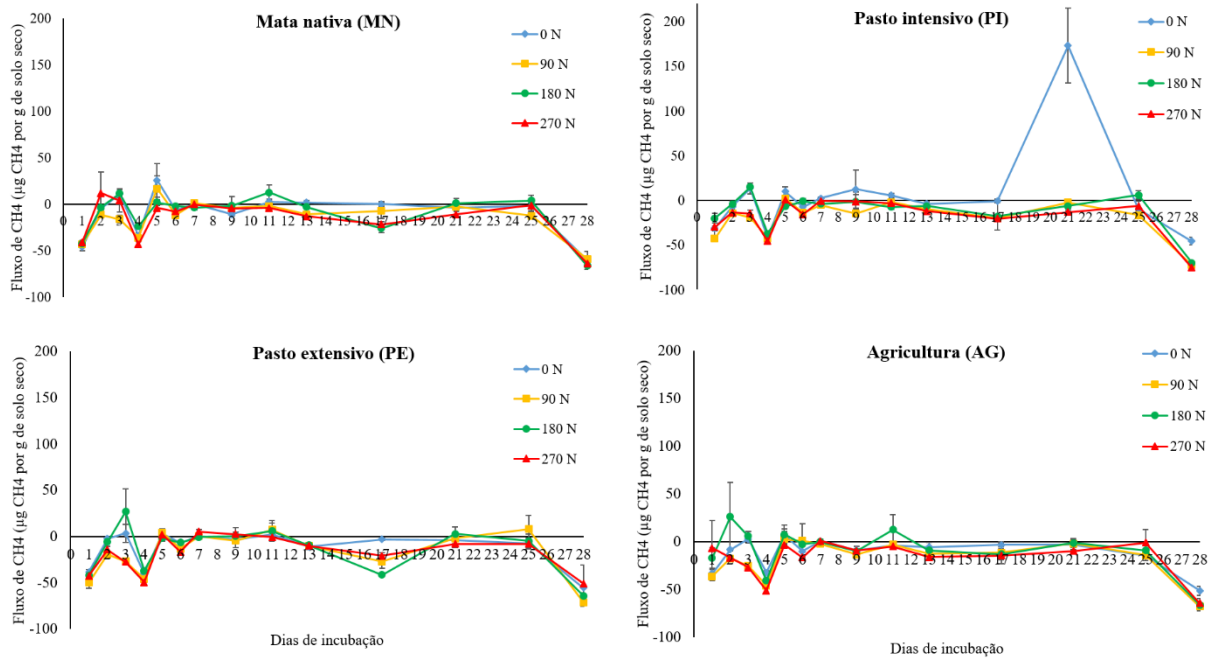 Mata nativa (MN)
Fluxo de CH4 (µg CH4 por g de solo seco)
200
150
100
50
0
-50
-100
0 1 2 3 4 5 6 7 8 9 10 11 12 13 14 15 16 17 18 19 20 21 22 23 24 25 26 27 28
0 N
90 N
180 N
270 N
Pasto intensivo (PI)
Fluxo de CH4 (µg CH4 por g de solo seco)
200
150
100
50
0
-50
-100
0 1 2 3 4 5 6 7 8 9 10 11 12 13 14 15 16 17 18 19 20 21 22 23 24 25 36 27 28
0 N
90 N
180 N
270 N
Pasto extensivo (PE)
Fluxo de CH4 (µg CH4 por g de solo seco)
200
150
100
50
0
-50
-100
0 1 2 3 4 5 6 7 8 9 10 11 12 13 14 15 16 17 18 19 20 21 22 23 24 25 36 27 28
0 N
90 N
180 N
270 N
Dias de incubação
Agricultura (AG)
Fluxo de CH4 (µg CH4 por g de solo seco)
200
150
100
50
0
-50
-100
0 1 2 3 4 5 6 7 8 9 10 11 12 13 14 15 16 17 18 19 20 21 22 23 24 25 36 27 28
0 N
90 N
180 N
270 N
Dias de incubação